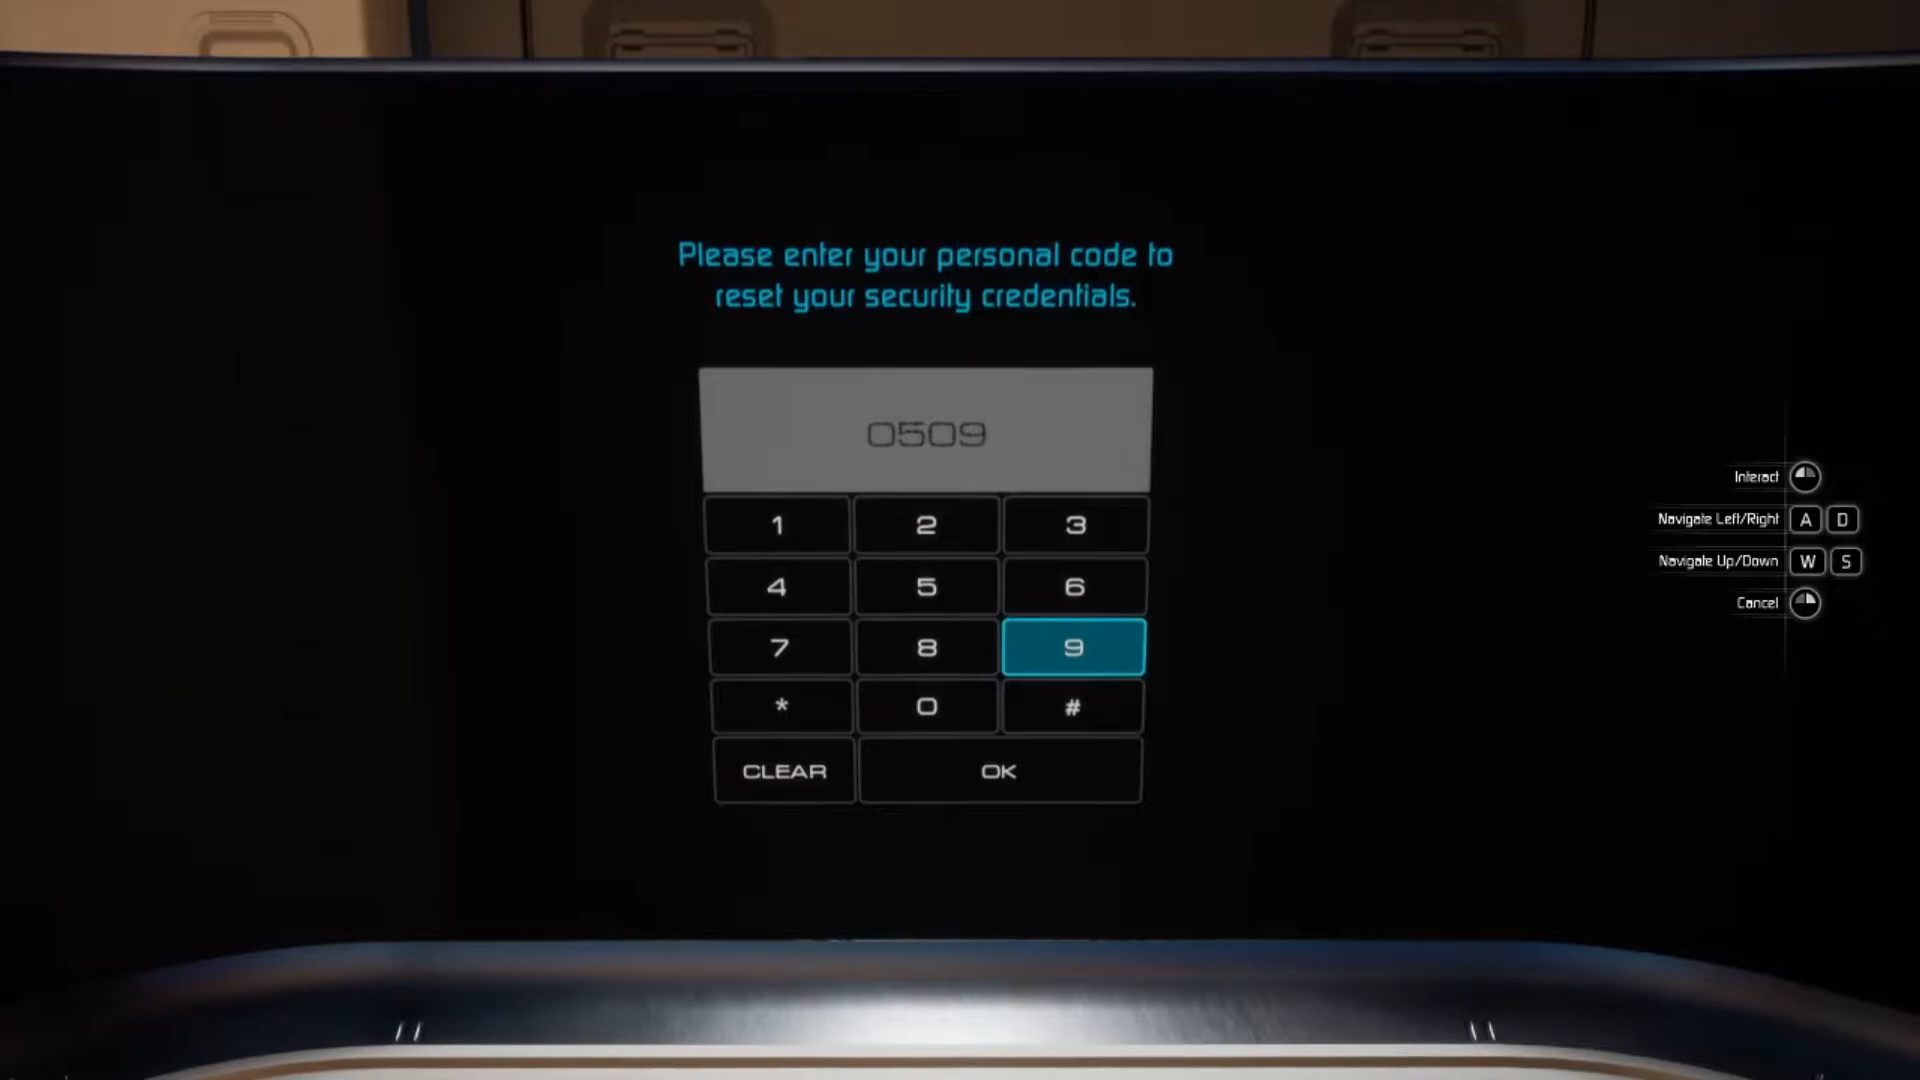 Please enter your personal code to
reset your security credentials.
0509
1 2 3
4 5 6
7 8 9
* 0 #
CLEAR OK
Interact
Navigate Left/Right A D
Navigate Up/Down W S
Cancel